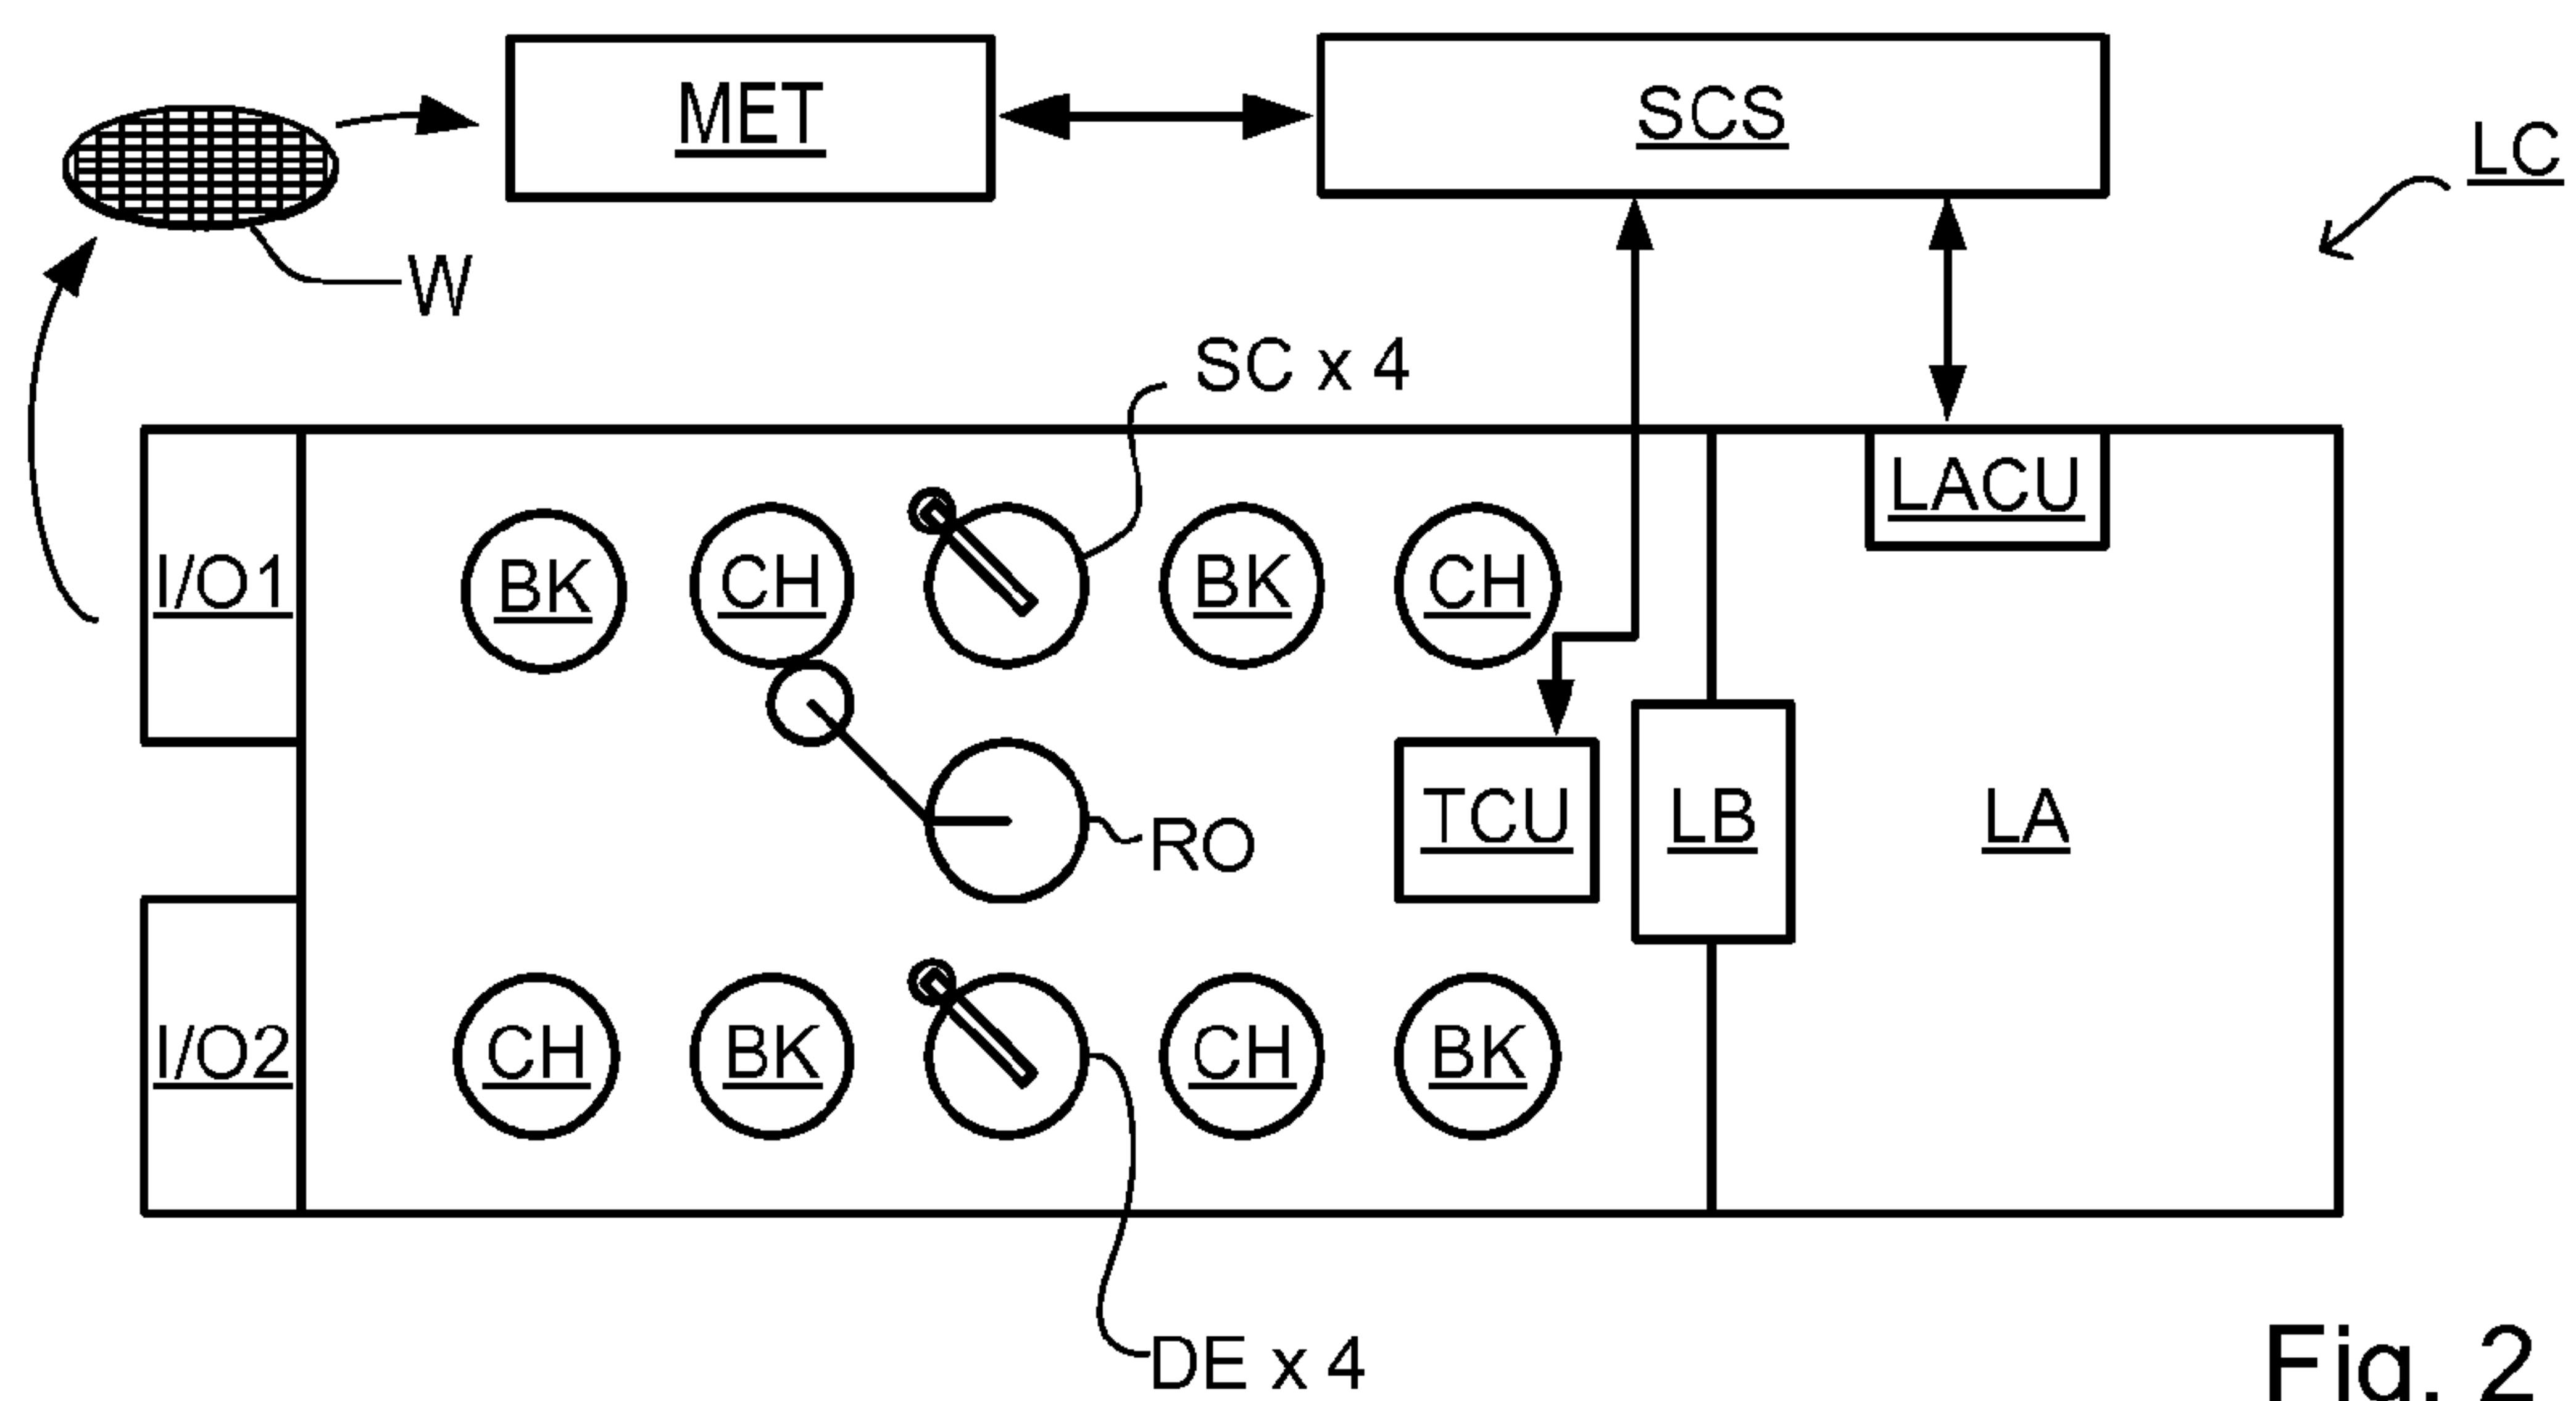 MET
SCS
LC
W
SC x 4
LACU
I/O1
BK
CH
BK
CH
RO
TCU
LB
LA
I/O2
CH
BK
CH
BK
DE x 4
Fig. 2